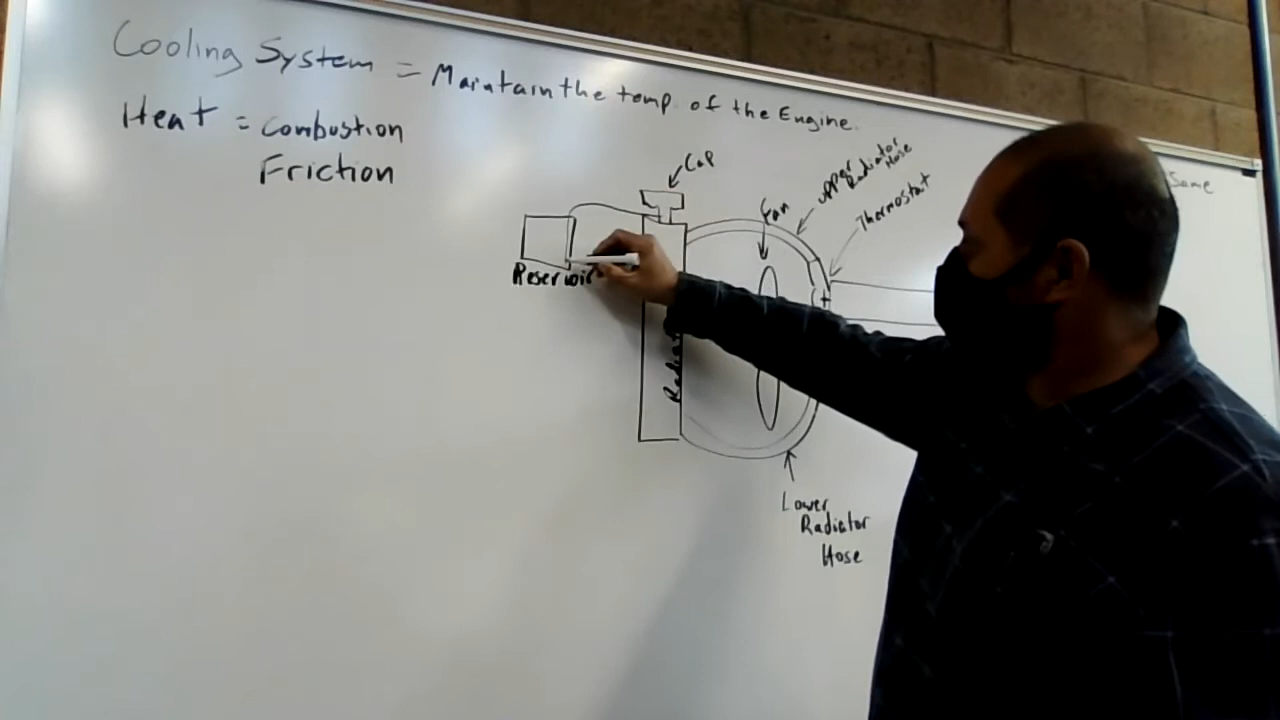 Cooling System = Maintain the temp. of the Engine.
Heat = Combustion
Friction
Cap
Fan
upper
Radiator
Hose
Thermostat
Same
Reservoir
Lower
Radiator
Hose